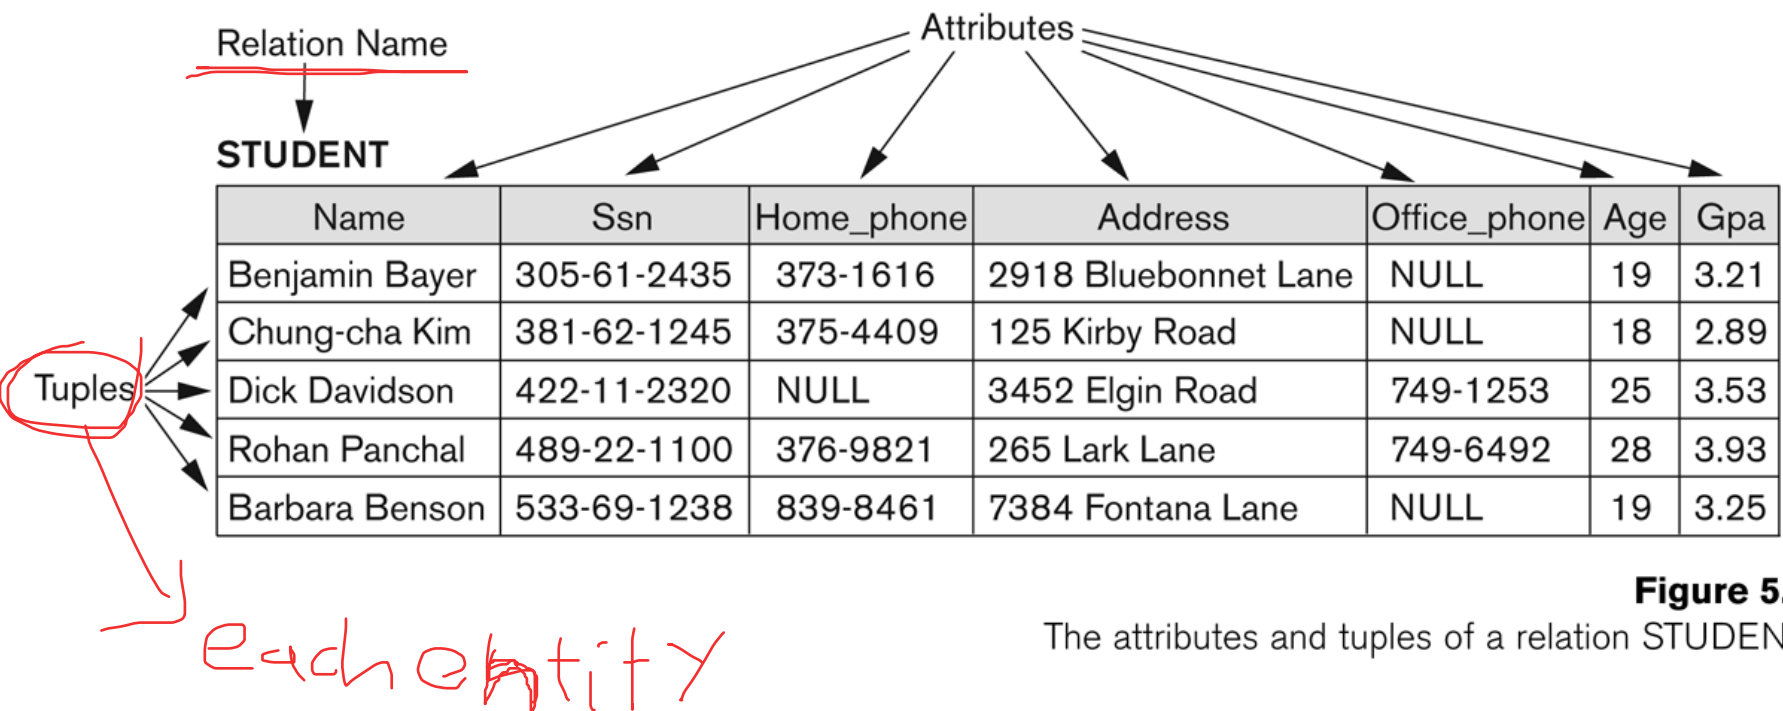 Attributes
Relation Name
STUDENT
Name Ssn Home_phone Address Office_phone Age Gpa
Benjamin Bayer 305-61-2435 373-1616 2918 Bluebonnet Lane NULL 19 3.21
Chung-cha Kim 381-62-1245 375-4409 125 Kirby Road NULL 18 2.89
Tuples
Dick Davidson 422-11-2320 NULL 3452 Elgin Road 749-1253 25 3.53
Rohan Panchal 489-22-1100 376-9821 265 Lark Lane 749-6492 28 3.93
Barbara Benson 533-69-1238 839-8461 7384 Fontana Lane NULL 19 3.25
Figure 5.
The attributes and tuples of a relation STUDEN
each entity